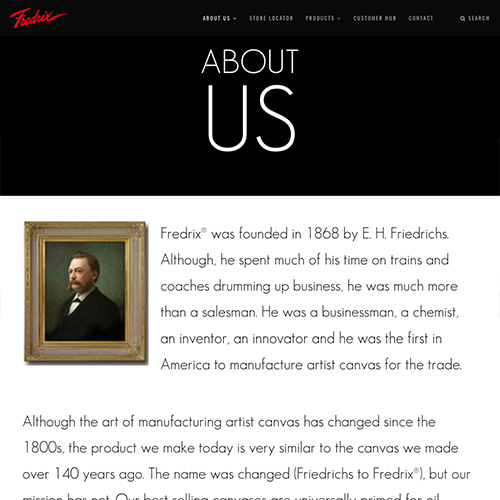 Fredrix
ABOUT US STORE LOCATOR PRODUCTS CUSTOMER HUB CONTACT SEARCH
ABOUT
US
Fredrix® was founded in 1868 by E. H. Friedrichs.
Although, he spent much of his time on trains and
coaches drumming up business, he was much more
than a salesman. He was a businessman, a chemist,
an inventor, an innovator and he was the first in
America to manufacture artist canvas for the trade.
Although the art of manufacturing artist canvas has changed since the
1800s, the product we make today is very similar to the canvas we made
over 140 years ago. The name was changed (Friedrichs to Fredrix®), but our
mission has not. Our best selling canvases are universally primed for oil